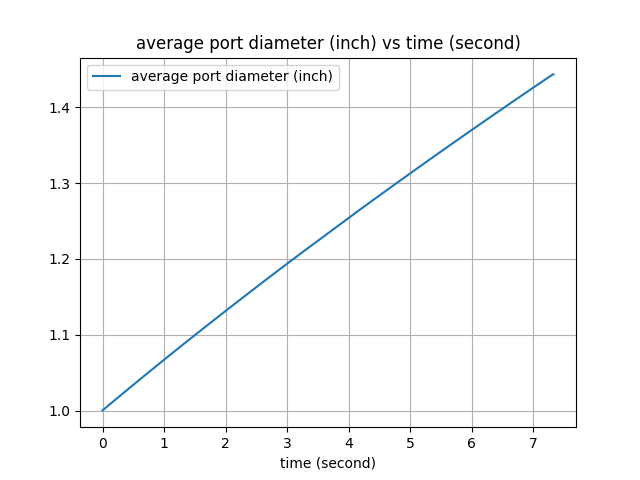 average port diameter (inch) vs time (second)
average port diameter (inch)
1.4
1.3
1.2
1.1
1.0
0 1 2 3 4 5 6 7
time (second)